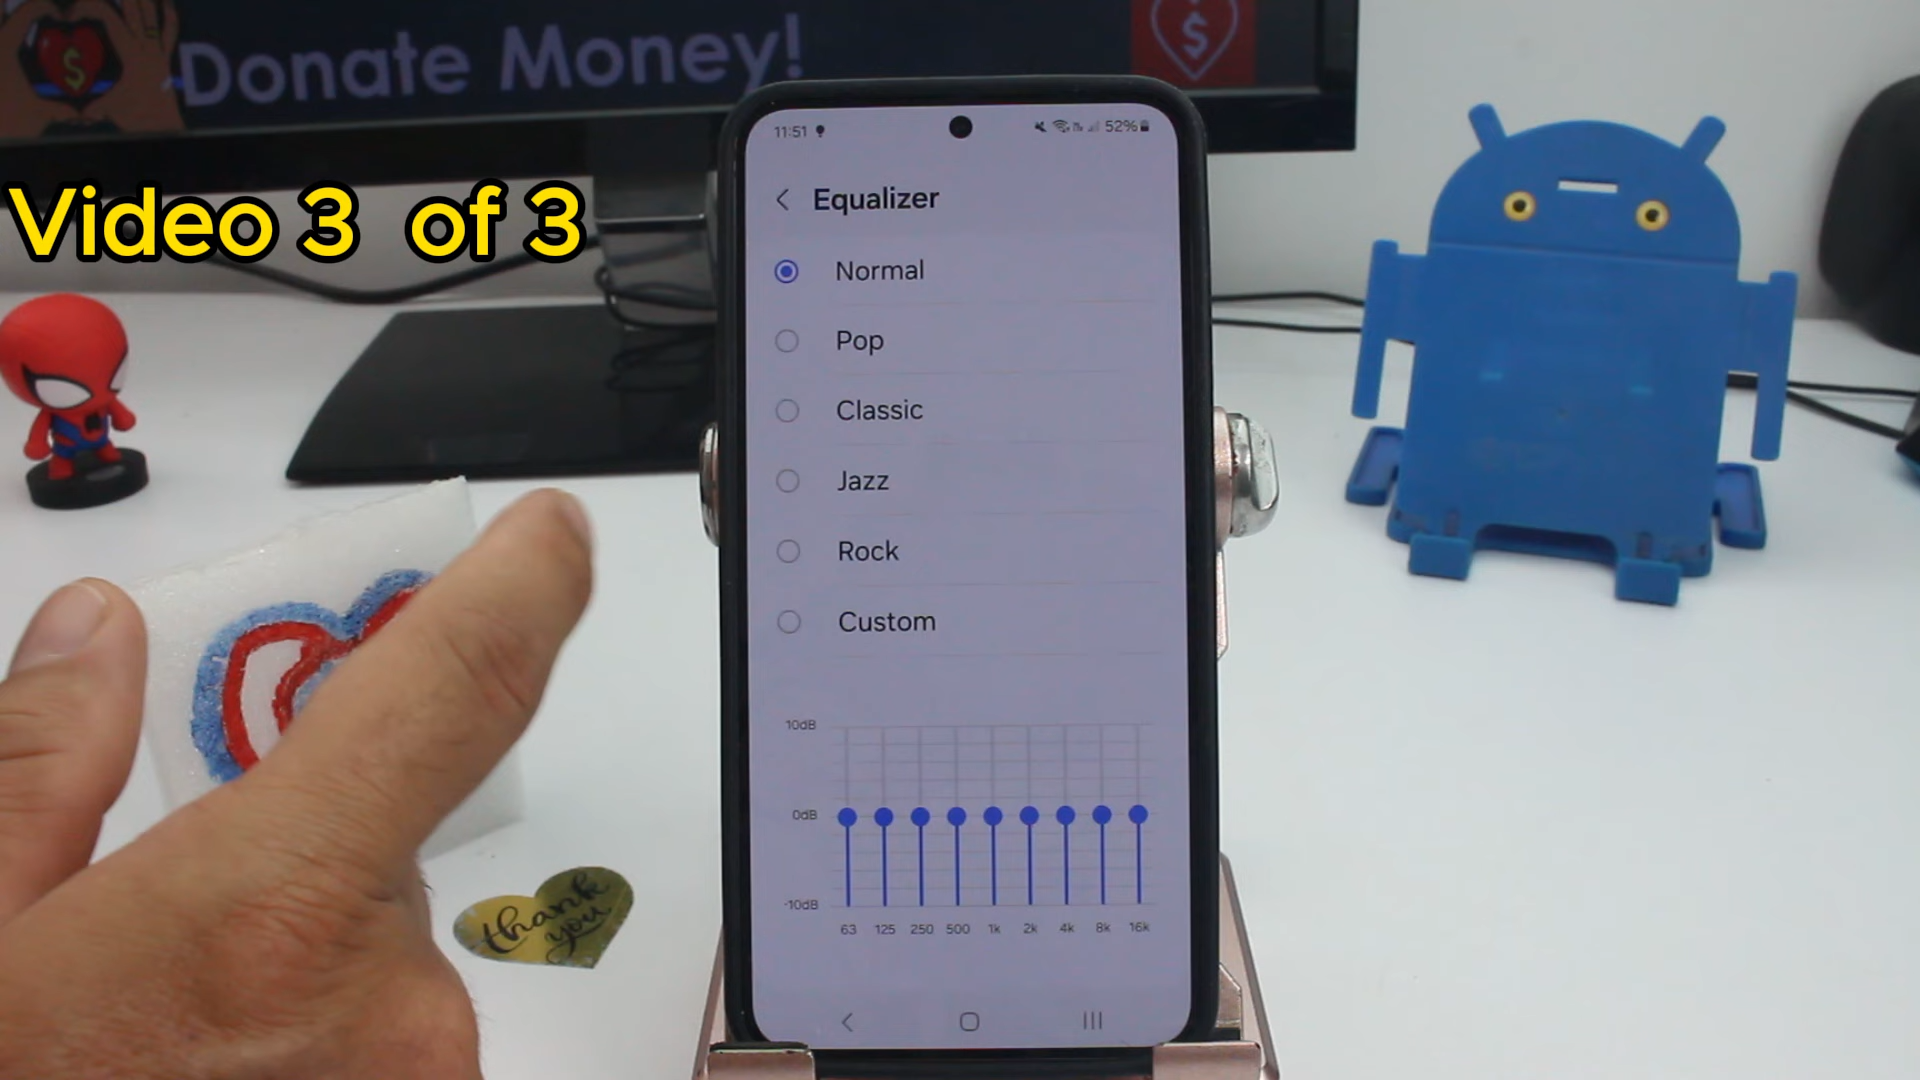 Donate Money!
$
$
Video 3 of 3
11:51
52%
Equalizer
Normal
Pop
Classic
Jazz
Rock
Custom
10dB
0dB
-10dB
63 125 250 500 1k 2k 4k 8k 16k
thank
you